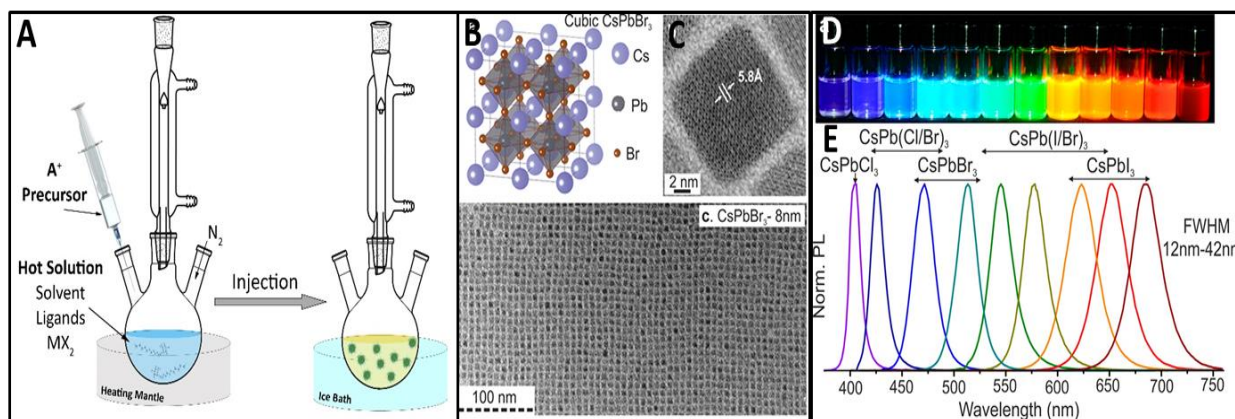 A
A⁺
Precursor
N₂
Hot Solution
Solvent
Ligands
MX₂
Heating Mantle
Injection
Ice Bath
B
Cubic CsPbBr₃
Cs
Pb
Br
C
5.8Å
2 nm
c. CsPbBr₃- 8nm
100 nm
a
D
E
CsPb(Cl/Br)₃
CsPb(I/Br)₃
CsPbCl₃
CsPbBr₃
CsPbI₃
FWHM
12nm-42nm
Norm. PL
400
450
500
550
600
650
700
750
Wavelength (nm)